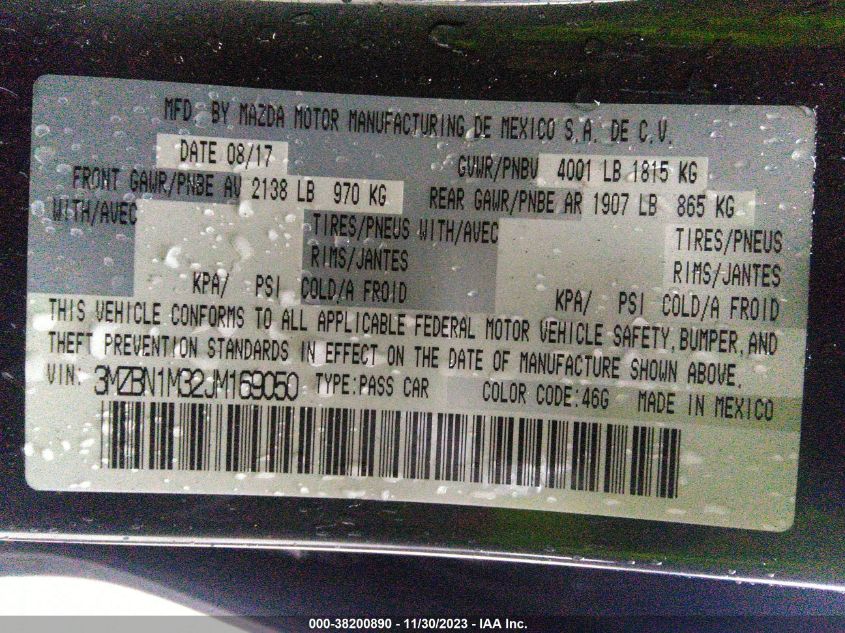 MFD. BY MAZDA MOTOR MANUFACTURING DE MEXICO S.A. DE C.V.
DATE 08/17 GVWR/PNBV 4001 LB 1815 KG
FRONT GAWR/PNBE AV 2138 LB 970 KG REAR GAWR/PNBE AR 1907 LB 865 KG
WITH/AVEC TIRES/PNEUS WITH/AVEC TIRES/PNEUS
RIMS/JANTES RIMS/JANTES
KPA/ PSI COLD/A FROID KPA/ PSI COLD/A FROID
THIS VEHICLE CONFORMS TO ALL APPLICABLE FEDERAL MOTOR VEHICLE SAFETY, BUMPER, AND
THEFT PREVENTION STANDARDS IN EFFECT ON THE DATE OF MANUFACTURE SHOWN ABOVE.
VIN: 3MZBN1M32JM169050 TYPE:PASS CAR COLOR CODE:46G MADE IN MEXICO
000-38200890 - 11/30/2023 - IAA Inc.